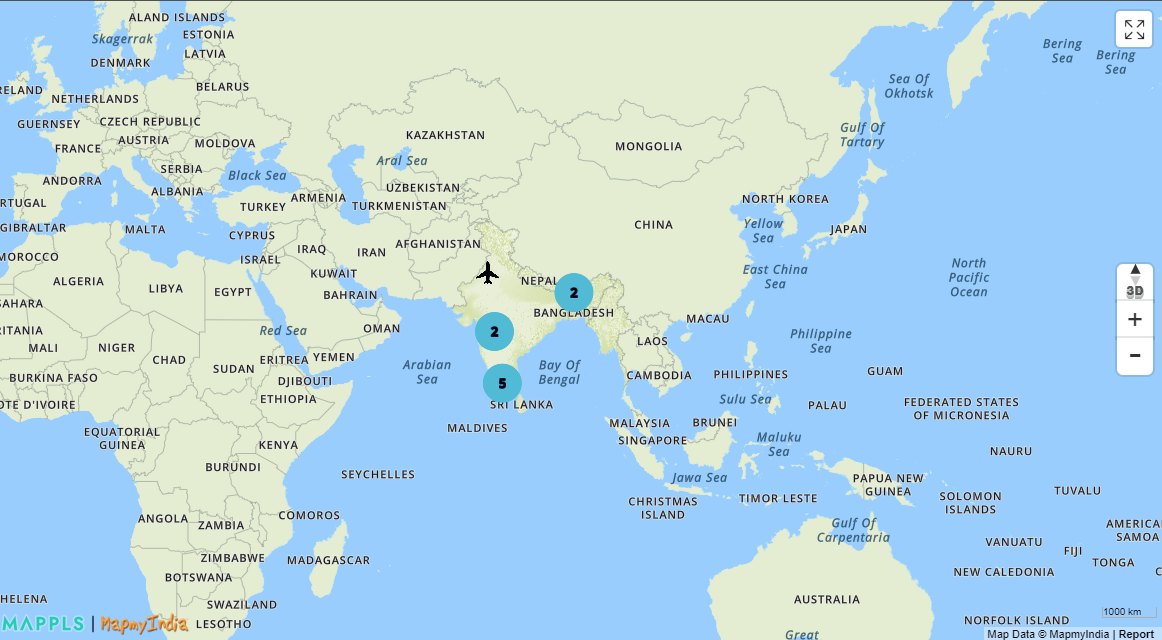 ALAND ISLANDS
Skagerrak
ESTONIA
LATVIA
DENMARK
Bering
Sea
Bering
Sea
RELAND
NETHERLANDS
BELARUS
Sea Of
Okhotsk
GUERNSEY
CZECH REPUBLIC
FRANCE
AUSTRIA
MOLDOVA
KAZAKHSTAN
MONGOLIA
Gulf Of
Tartary
SERBIA
Black Sea
Aral Sea
ANDORRA
ALBANIA
UZBEKISTAN
RTUGAL
TURKEY
ARMENIA
TURKMENISTAN
NORTH KOREA
GIBRALTAR
MALTA
CYPRUS
IRAQ
IRAN
AFGHANISTAN
CHINA
Yellow
Sea
JAPAN
MOROCCO
ISRAEL
ALGERIA
LIBYA
EGYPT
KUWAIT
BAHRAIN
NEPAL
2
East China
Sea
North
Pacific
Ocean
3D
+
−
AHARA
BANGLADESH
MACAU
RITANIA
Red Sea
OMAN
2
LAOS
Philippine
Sea
MALI
NIGER
CHAD
SUDAN
ERITREA
YEMEN
Arabian
Sea
Bay Of
Bengal
CAMBODIA
PHILIPPINES
GUAM
BURKINA FASO
DJIBOUTI
5
OTE D'IVOIRE
ETHIOPIA
SRI LANKA
Sulu Sea
PALAU
FEDERATED STATES
OF MICRONESIA
EQUATORIAL
GUINEA
KENYA
MALDIVES
MALAYSIA
BRUNEI
SINGAPORE
Maluku
Sea
NAURU
BURUNDI
SEYCHELLES
Jawa Sea
PAPUA NEW
GUINEA
CHRISTMAS
ISLAND
TIMOR LESTE
SOLOMON
ISLANDS
TUVALU
ANGOLA
ZAMBIA
COMOROS
Gulf Of
Carpentaria
AMERICA
SAMOA
ZIMBABWE
MADAGASCAR
VANUATU
FIJI
TONGA
BOTSWANA
NEW CALEDONIA
C
HELENA
SWAZILAND
AUSTRALIA
1000 km
MAPPLS | MapmyIndia
LESOTHO
NORFOLK ISLAND
Great
Map Data © MapmyIndia | Report